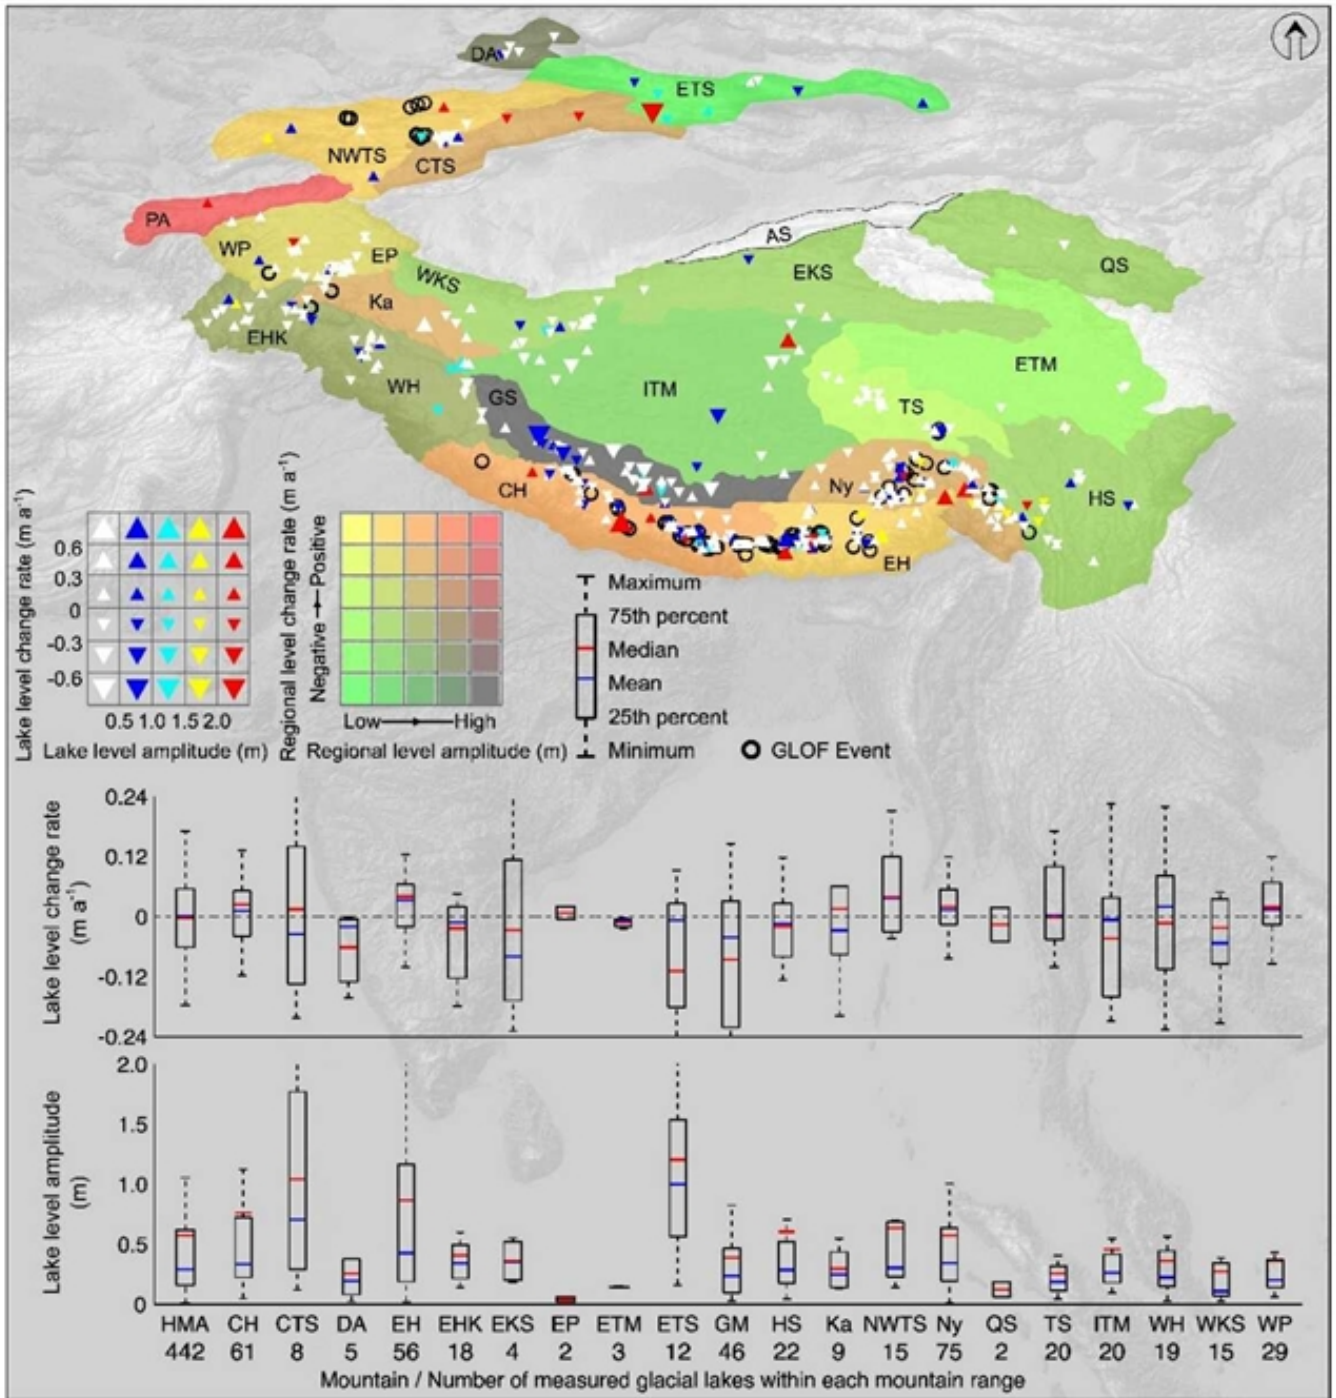 DA
ETS
NWTS
CTS
PA
WP
EP
AS
WKS
EKS
QS
Ka
EHK
ETM
WH
GS
ITM
TS
CH
Ny
HS
EH
Lake level change rate (m a⁻¹)
0.6
0.3
0
-0.3
-0.6
0.5 1.0 1.5 2.0
Lake level amplitude (m)
Regional level change rate (m a⁻¹)
Negative → Positive
Low → High
Regional level amplitude (m)
Maximum
75th percent
Median
Mean
25th percent
Minimum
GLOF Event
Lake level change rate
(m a⁻¹)
0.24
0.12
0
-0.12
-0.24
Lake level amplitude
(m)
2.0
1.5
1.0
0.5
0
HMA CH CTS DA EH EHK EKS EP ETM ETS GM HS Ka NWTS Ny QS TS ITM WH WKS WP
442 61 8 5 56 18 4 2 3 12 46 22 9 15 75 2 20 20 19 15 29
Mountain / Number of measured glacial lakes within each mountain range